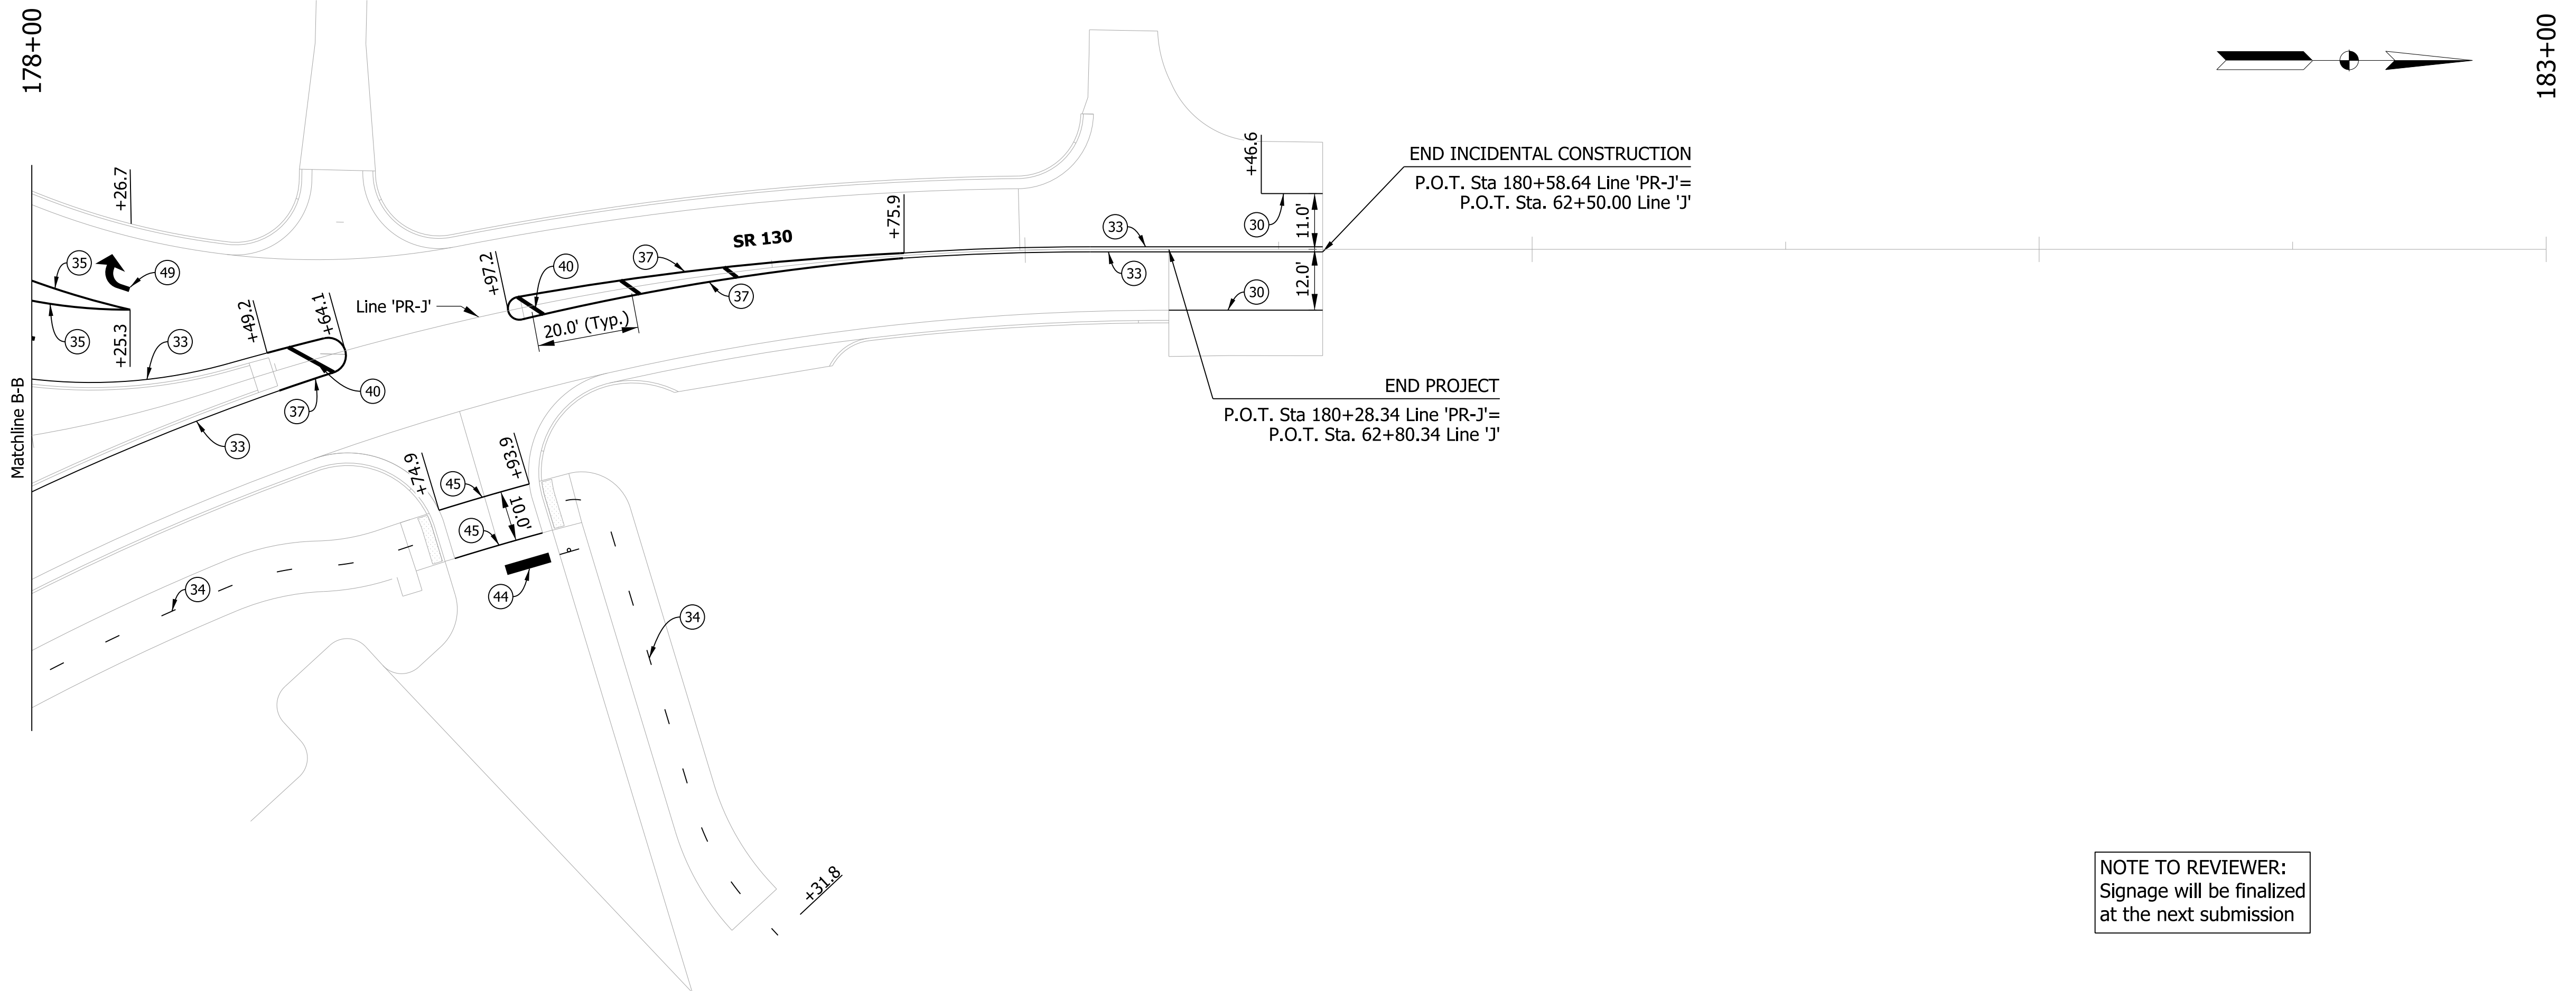 178+00
183+00
+26.7
+46.6
END INCIDENTAL CONSTRUCTION
P.O.T. Sta 180+58.64 Line 'PR-J'=
P.O.T. Sta. 62+50.00 Line 'J'
+75.9
11.0'
30
33
SR 130
35
49
37
40
+97.2
33
12.0'
30
37
Line 'PR-J'
+49.2
+64.1
20.0' (Typ.)
35
33
+25.3
Matchline B-B
40
37
33
END PROJECT
P.O.T. Sta 180+28.34 Line 'PR-J'=
P.O.T. Sta. 62+80.34 Line 'J'
+74.9
+93.9
45
10.0'
45
44
34
34
+31.8
NOTE TO REVIEWER:
Signage will be finalized
at the next submission